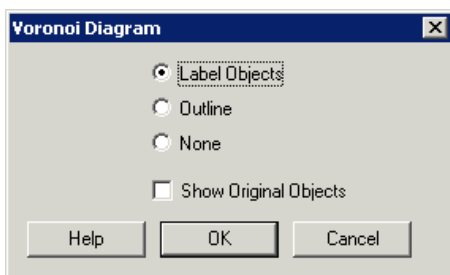 Voronoi Diagram
Label Objects
Outline
None
Show Original Objects
Help OK Cancel